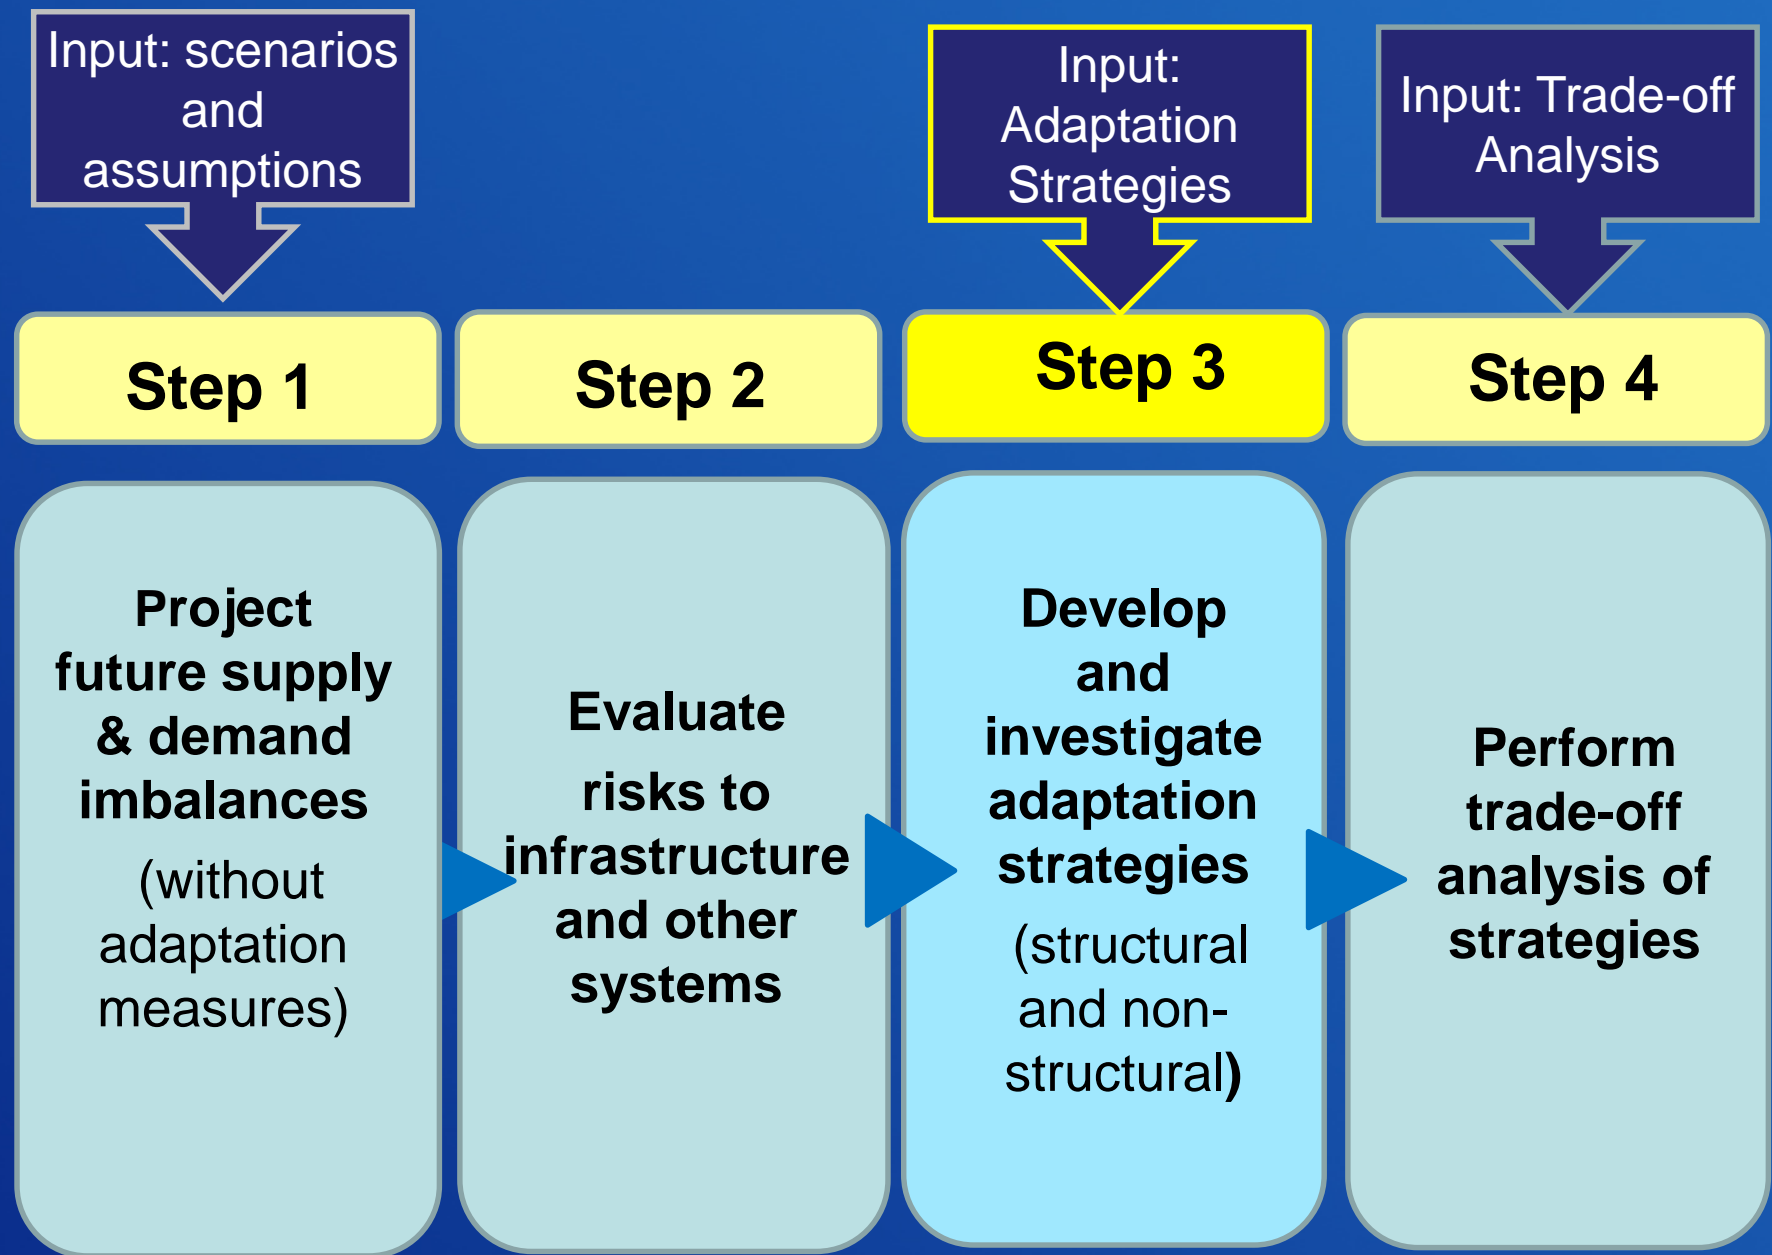 Input: scenarios
and
assumptions
Input:
Adaptation
Strategies
Input: Trade-off
Analysis
Step 1
Step 2
Step 3
Step 4
Project
future supply
& demand
imbalances
(without
adaptation
measures)
Evaluate
risks to
infrastructure
and other
systems
Develop
and
investigate
adaptation
strategies
(structural
and non-
structural)
Perform
trade-off
analysis of
strategies